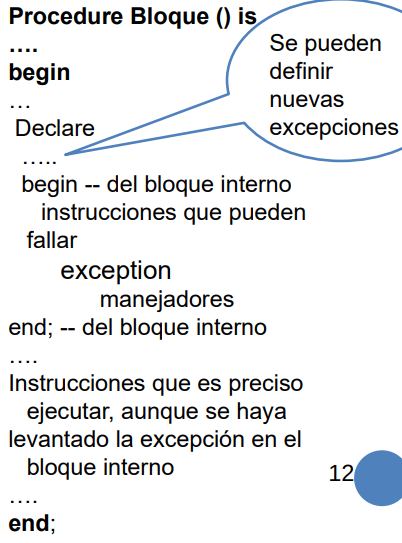 Procedure Bloque () is
....
begin
...
Declare
.....
begin -- del bloque interno
instrucciones que pueden
fallar
exception
manejadores
end; -- del bloque interno
....
Instrucciones que es preciso
ejecutar, aunque se haya
levantado la excepción en el
bloque interno
....
end;
Se pueden
definir
nuevas
excepciones
12